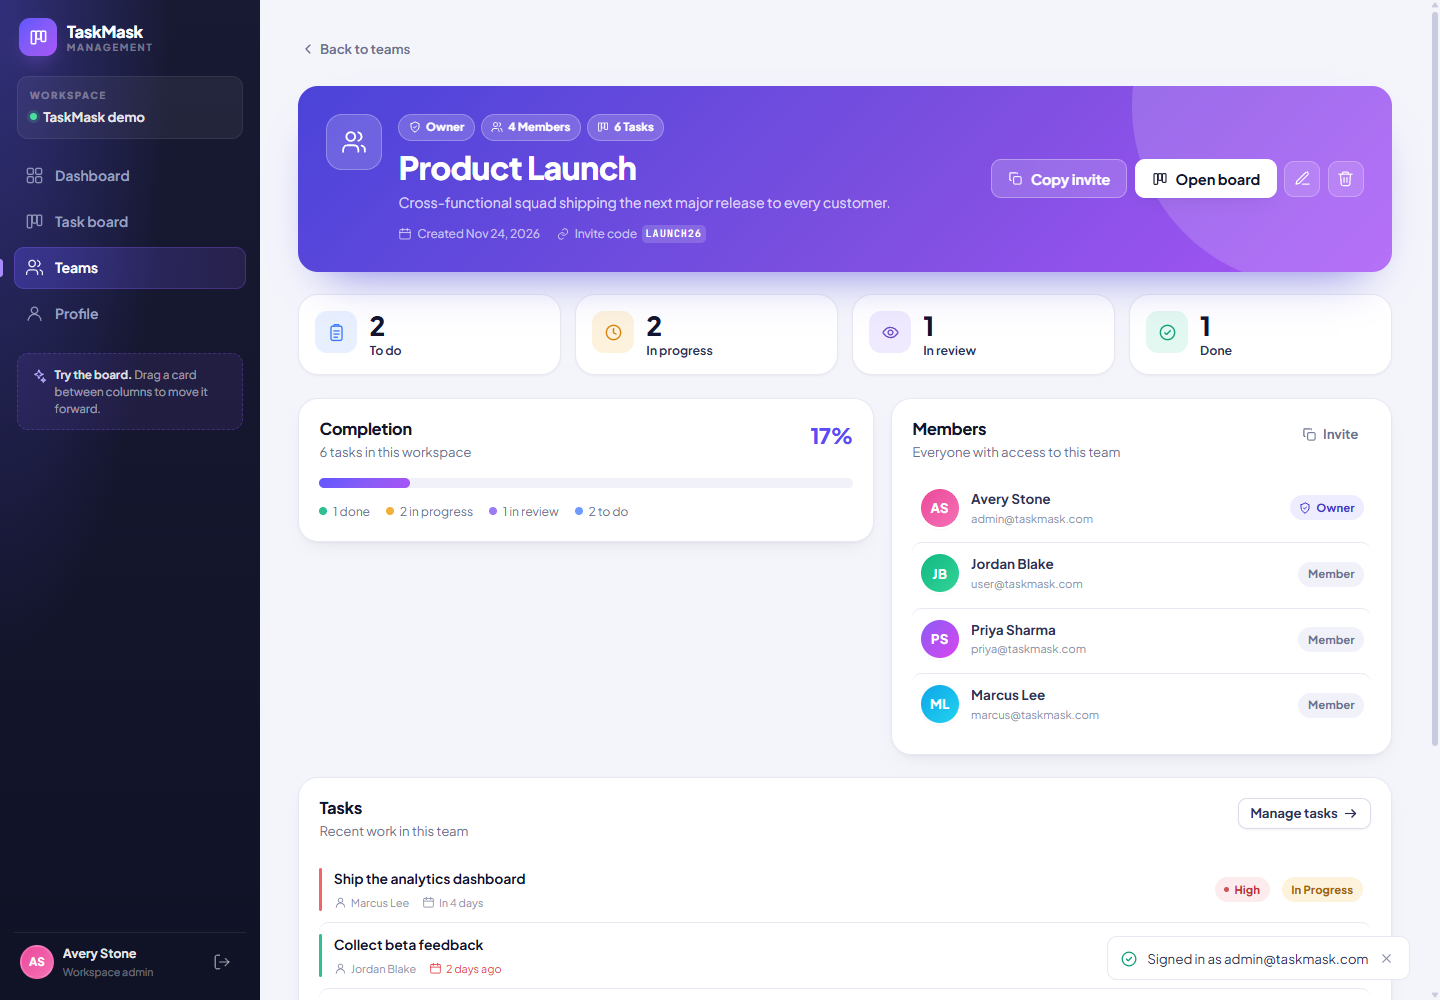 TaskMask
MANAGEMENT
WORKSPACE
TaskMask demo
Dashboard
Task board
Teams
Profile
Try the board. Drag a card
between columns to move it
forward.
AS
Avery Stone
Workspace admin
Back to teams
Owner
4 Members
6 Tasks
Product Launch
Cross-functional squad shipping the next major release to every customer.
Created Nov 24, 2026
Invite code LAUNCH26
Copy invite
Open board
2
To do
2
In progress
1
In review
1
Done
Completion
6 tasks in this workspace
17%
1 done
2 in progress
1 in review
2 to do
Members
Everyone with access to this team
Invite
AS
Avery Stone
admin@taskmask.com
Owner
JB
Jordan Blake
user@taskmask.com
Member
PS
Priya Sharma
priya@taskmask.com
Member
ML
Marcus Lee
marcus@taskmask.com
Member
Tasks
Recent work in this team
Manage tasks
Ship the analytics dashboard
Marcus Lee
In 4 days
High
In Progress
Collect beta feedback
Jordan Blake
2 days ago
Signed in as admin@taskmask.com